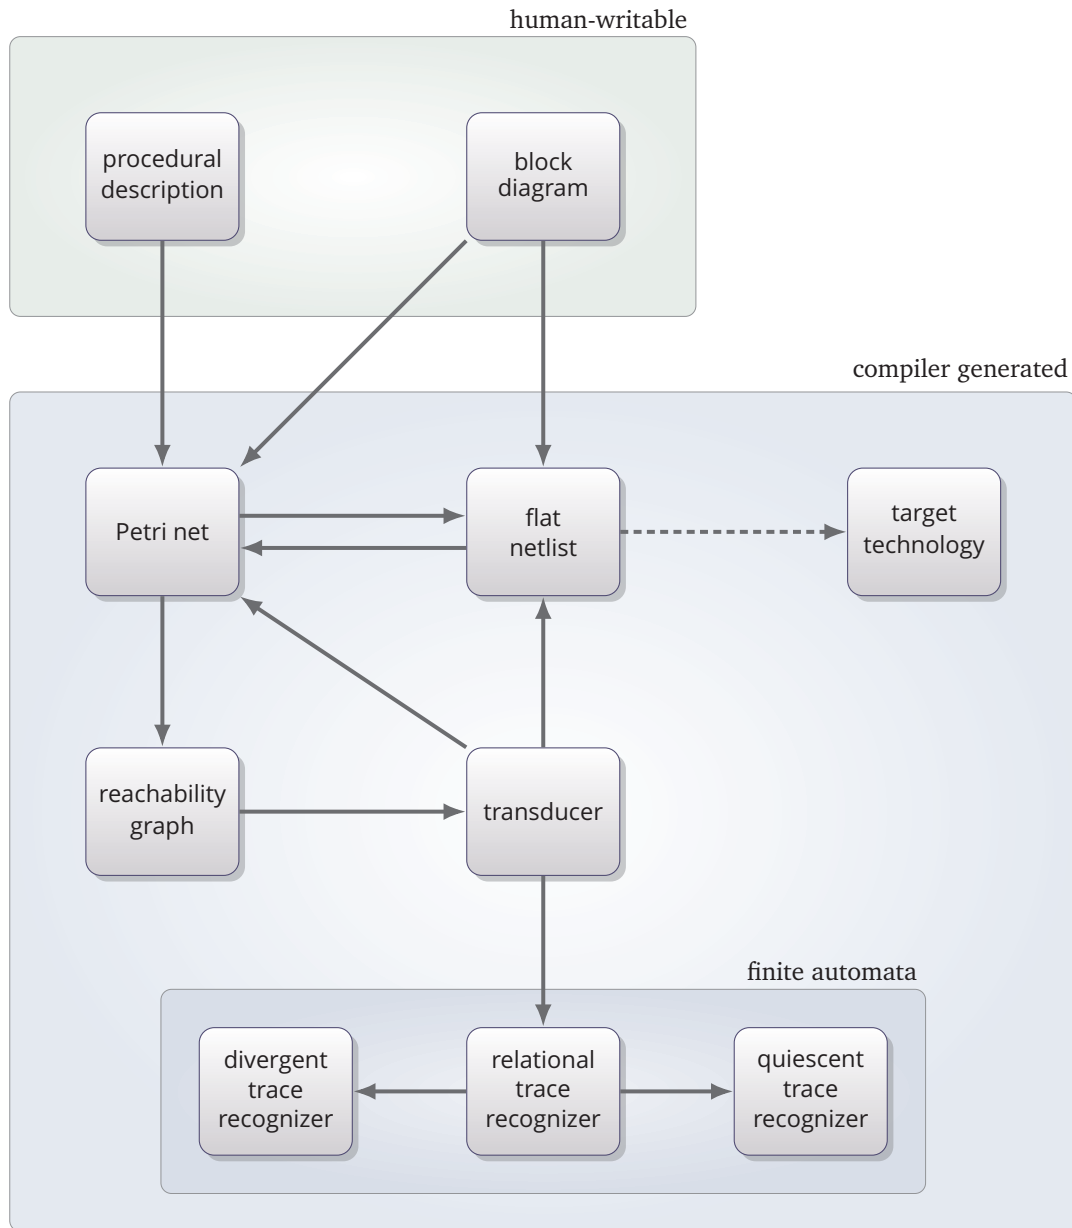 human-writable
procedural
description
block
diagram
compiler generated
Petri net
flat
netlist
target
technology
reachability
graph
transducer
finite automata
divergent
trace
recognizer
relational
trace
recognizer
quiescent
trace
recognizer